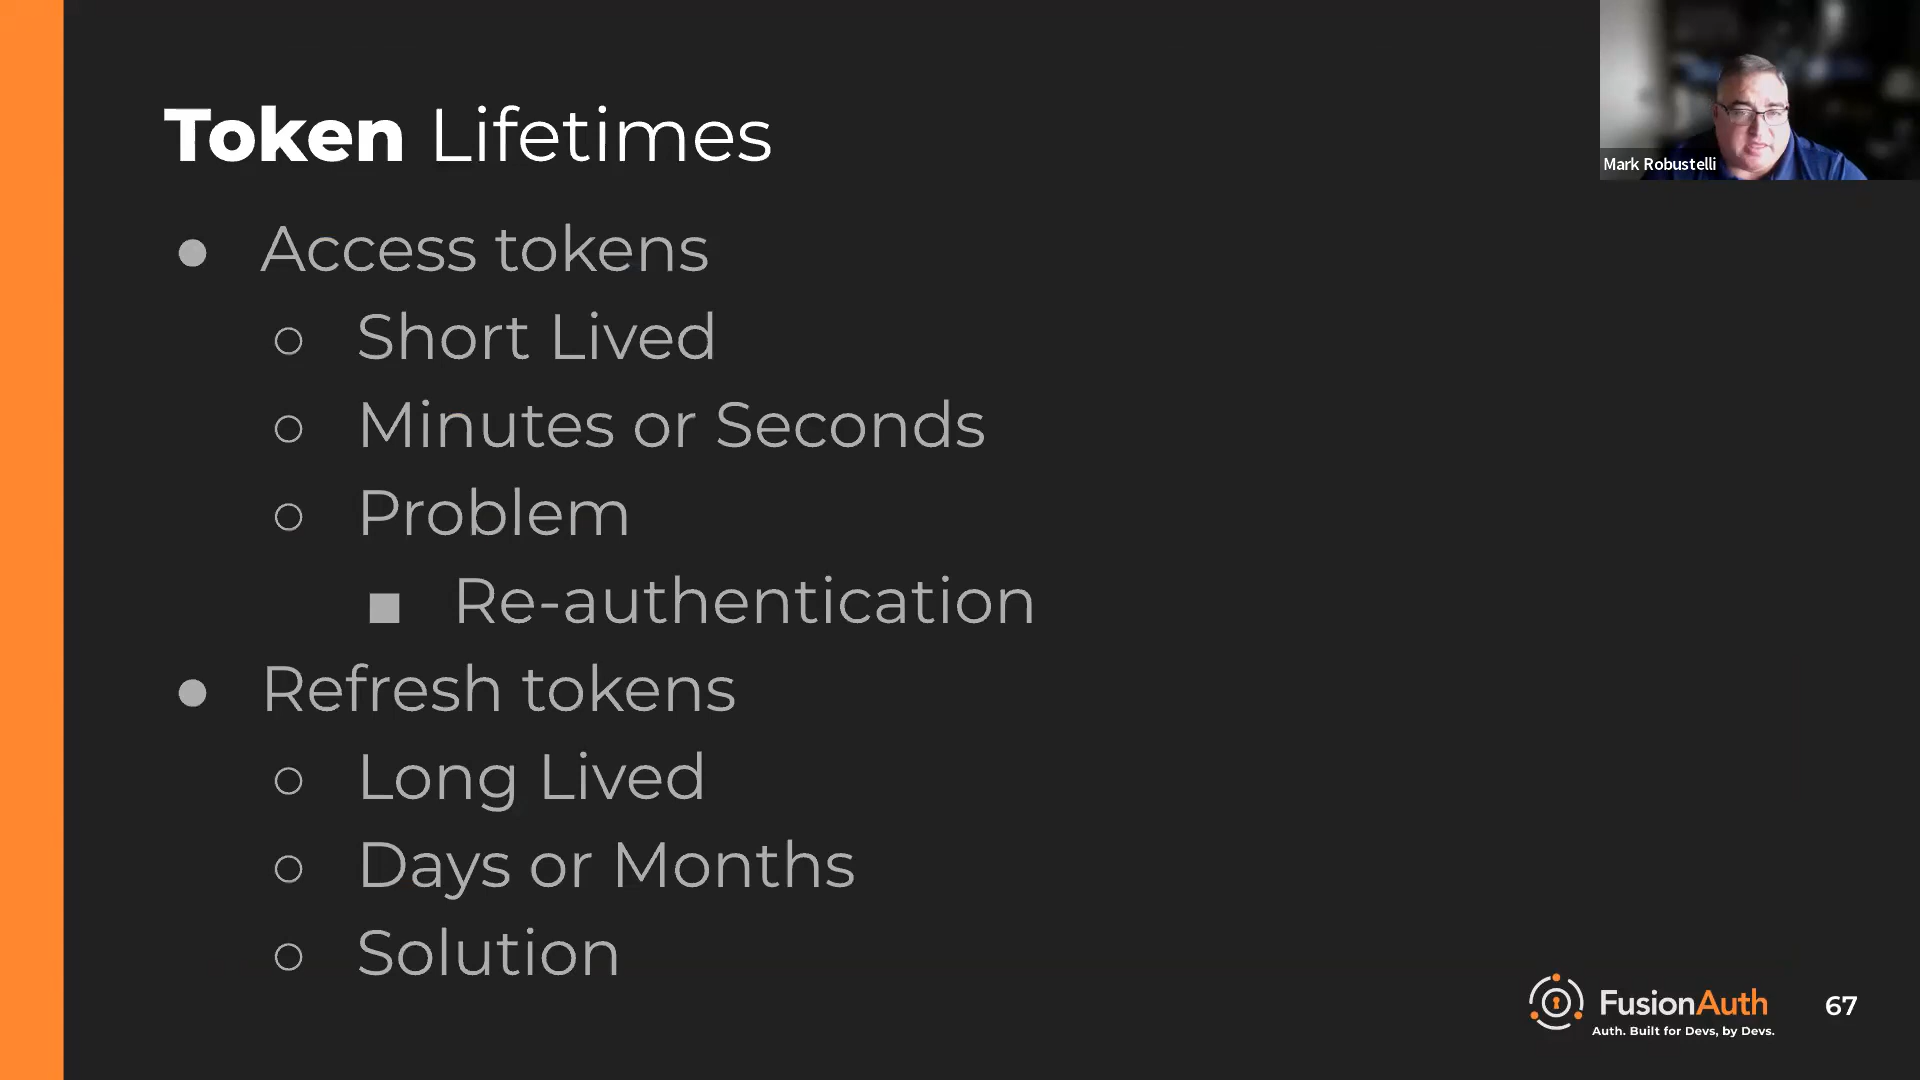 Token Lifetimes
Mark Robustelli
● Access tokens
○ Short Lived
○ Minutes or Seconds
○ Problem
■ Re-authentication
● Refresh tokens
○ Long Lived
○ Days or Months
○ Solution
FusionAuth
Auth. Built for Devs, by Devs.
67